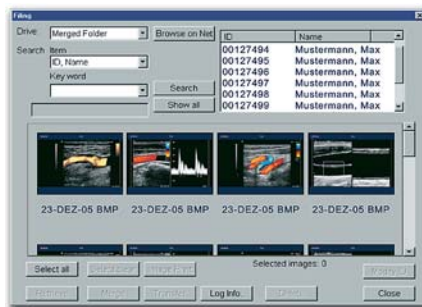 Filing
Drive Merged Folder Browse on Net
Search Item
ID, Name
Key word
Search
Show all
ID Name
00127494 Mustermann, Max
00127495 Mustermann, Max
00127496 Mustermann, Max
00127497 Mustermann, Max
00127498 Mustermann, Max
00127499 Mustermann, Max
23-DEZ-05 BMP 23-DEZ-05 BMP 23-DEZ-05 BMP 23-DEZ-05 BMP
Select all Selected images: 0
Merge Transfer Log Info.. Close